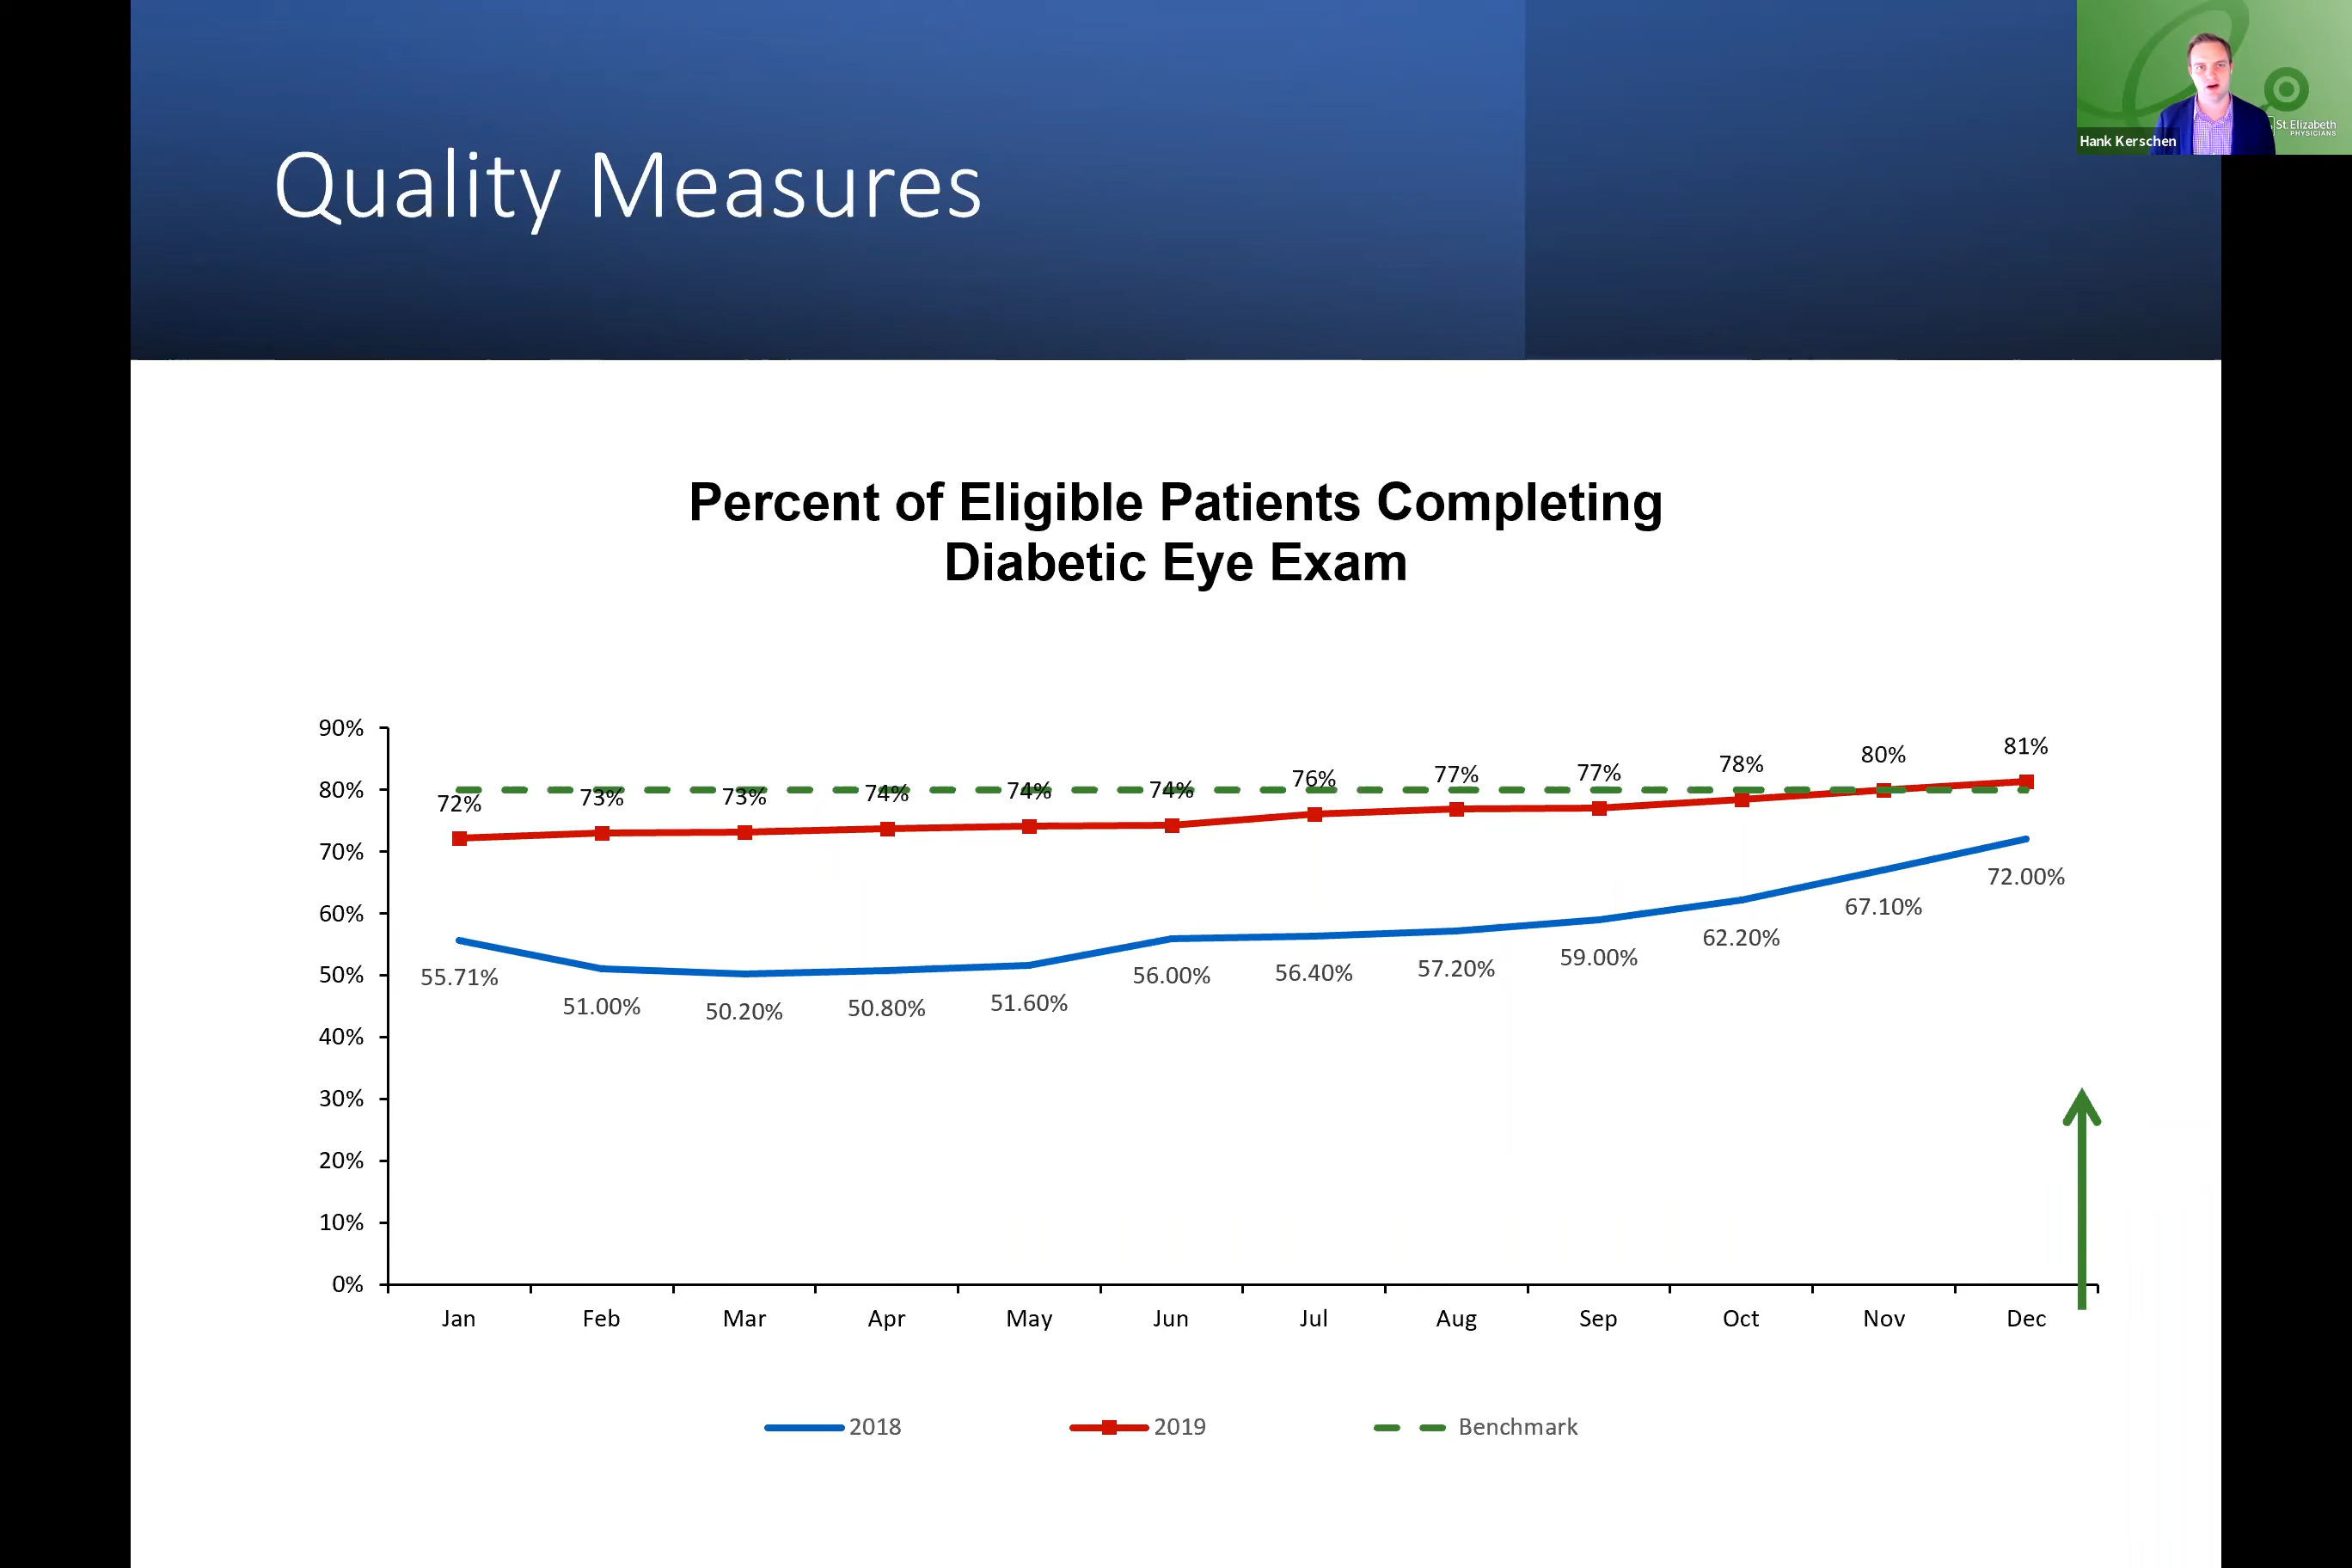 Quality Measures
Hank Kerschen
St. Elizabeth
PHYSICIANS
Percent of Eligible Patients Completing
Diabetic Eye Exam
90%
80%
70%
60%
50%
40%
30%
20%
10%
0%
72% 73% 73% 74% 74% 74% 76% 77% 77% 78% 80% 81%
55.71% 51.00% 50.20% 50.80% 51.60% 56.00% 56.40% 57.20% 59.00% 62.20% 67.10% 72.00%
Jan Feb Mar Apr May Jun Jul Aug Sep Oct Nov Dec
2018 2019 Benchmark